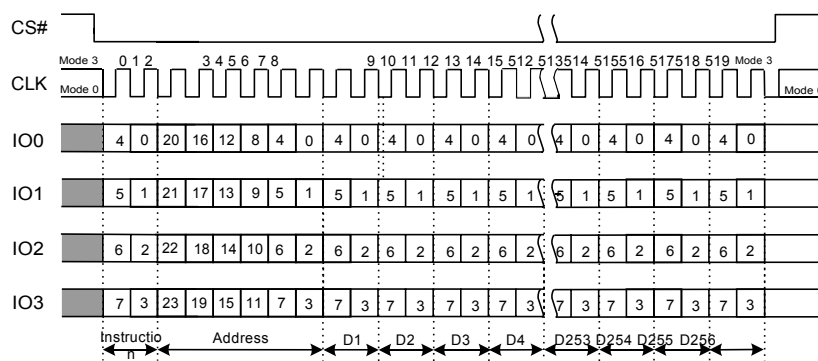 CS#
Mode 3 0 1 2 3 4 5 6 7 8 9 10 11 12 13 14 15 512 513514 5155516 517518 519 Mode 3
CLK
Mode 0 Mode
IO0 4 0 20 16 12 8 4 0 4 0 4 0 4 0 4 0 4 0 4 0 4 0 4 0
IO1 5 1 21 17 13 9 5 1 5 1 5 1 5 1 5 1 5 1 5 1 5 1 5 1
IO2 6 2 22 18 14 10 6 2 6 2 6 2 6 2 6 2 6 2 6 2 6 2 6 2
IO3 7 3 23 19 15 11 7 3 7 3 7 3 7 3 7 3 7 3 7 3 7 3 7 3
Instructio Address D1 D2 D3 D4 D253 D254 D255 D256
n